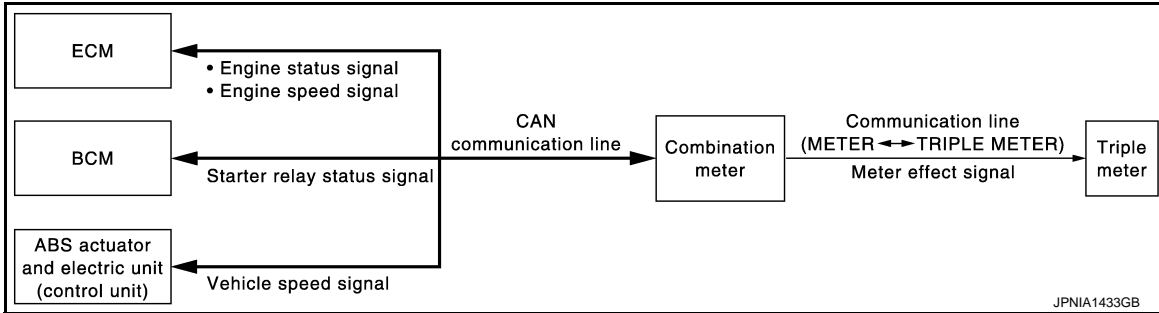 ECM
• Engine status signal
• Engine speed signal
BCM
Starter relay status signal
ABS actuator
and electric unit
(control unit)
Vehicle speed signal
CAN
communication line
Combination
meter
Communication line
(METER ◄─► TRIPLE METER)
Meter effect signal
Triple
meter
JPNIA1433GB